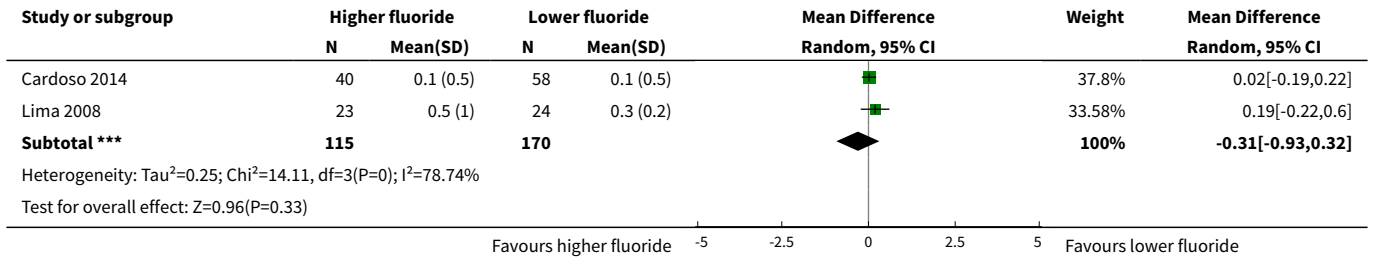 Study or subgroup Higher fluoride Lower fluoride Mean Difference Weight Mean Difference
N Mean(SD) N Mean(SD) Random, 95% CI Random, 95% CI
Cardoso 2014 40 0.1 (0.5) 58 0.1 (0.5) 37.8% 0.02[-0.19,0.22]
Lima 2008 23 0.5 (1) 24 0.3 (0.2) 33.58% 0.19[-0.22,0.6]
Subtotal *** 115 170 100% -0.31[-0.93,0.32]
Heterogeneity: Tau²=0.25; Chi²=14.11, df=3(P=0); I²=78.74%
Test for overall effect: Z=0.96(P=0.33)
Favours higher fluoride -5 -2.5 0 2.5 5 Favours lower fluoride